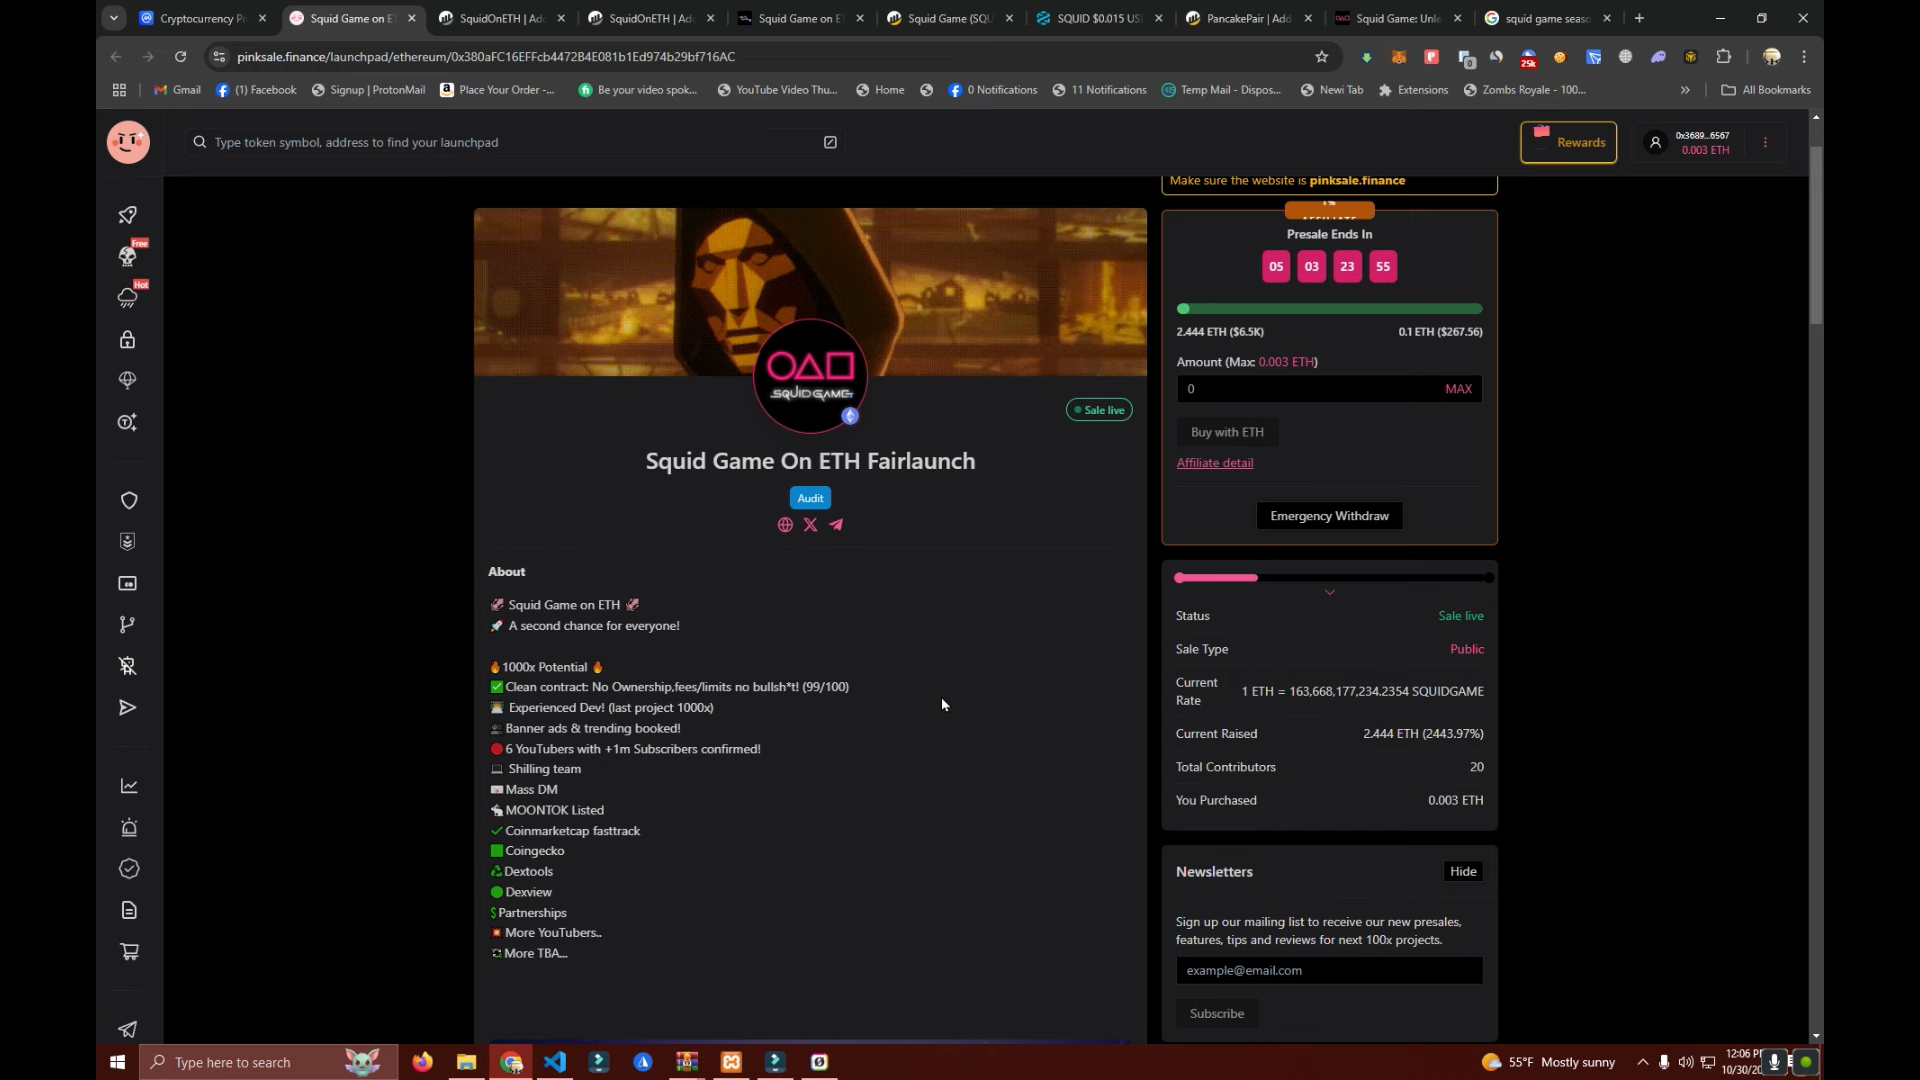 Cryptocurrency Pr
Squid Game on ET
SquidOnETH | Add
SquidOnETH | Add
Squid Game on E
Squid Game (SQU
SQUID $0.015 US
PancakePair | Add
Squid Game: Unle
squid game seas
pinksale.finance/launchpad/ethereum/0x380aFC16EFFcb4472B4E081b1Ed974b29bf716AC
0
25k
Gmail
(1) Facebook
Signup | ProtonMail
Place Your Order -...
Be your video spok...
YouTube Video Thu...
Home
0 Notifications
11 Notifications
Temp Mail - Dispos...
Newi Tab
Extensions
Zombs Royale - 100...
All Bookmarks
Type token symbol, address to find your launchpad
Rewards
0x3689...6567
0.003 ETH
Free
Hot
Make sure the website is pinksale.finance
Presale Ends In
05 03 23 55
2.444 ETH ($6.5K) 0.1 ETH ($267.56)
Amount (Max: 0.003 ETH)
0 MAX
Buy with ETH
Affiliate detail
Emergency Withdraw
SQUID GAME
Sale live
Squid Game On ETH Fairlaunch
Audit
About
Squid Game on ETH
A second chance for everyone!
1000x Potential
Clean contract: No Ownership,fees/limits no bullsh*t! (99/100)
Experienced Dev! (last project 1000x)
Banner ads & trending booked!
6 YouTubers with +1m Subscribers confirmed!
Shilling team
Mass DM
MOONTOK Listed
Coinmarketcap fasttrack
Coingecko
Dextools
Dexview
Partnerships
More YouTubers..
More TBA...
Status Sale live
Sale Type Public
Current Rate 1 ETH = 163,668,177,234.2354 SQUIDGAME
Current Raised 2.444 ETH (2443.97%)
Total Contributors 20
You Purchased 0.003 ETH
Newsletters Hide
Sign up our mailing list to receive our new presales,
features, tips and reviews for next 100x projects.
example@email.com
Subscribe
Type here to search
55°F Mostly sunny
12:06
10/30/20